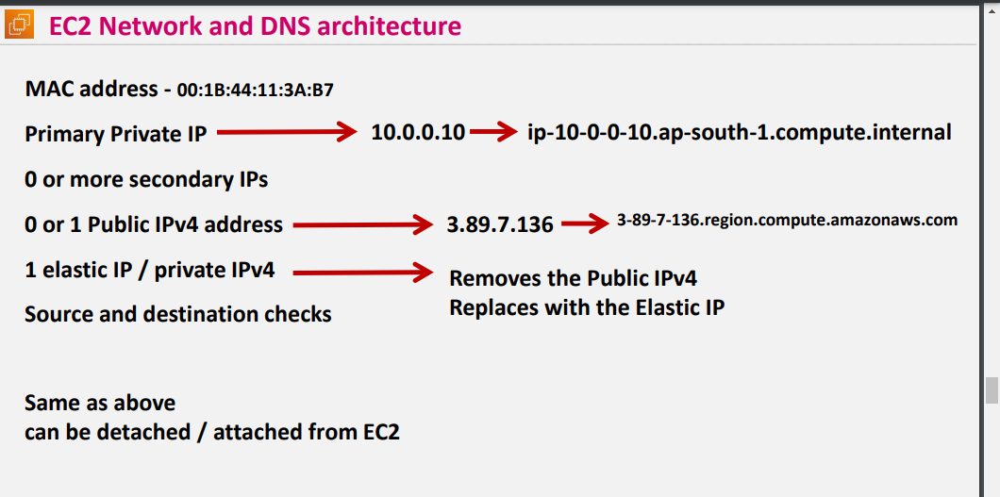 EC2 Network and DNS architecture
MAC address - 00:1B:44:11:3A:B7
Primary Private IP 10.0.0.10 ip-10-0-0-10.ap-south-1.compute.internal
0 or more secondary IPs
0 or 1 Public IPv4 address 3.89.7.136 3-89-7-136.region.compute.amazonaws.com
1 elastic IP / private IPv4
Removes the Public IPv4
Replaces with the Elastic IP
Source and destination checks
Same as above
can be detached / attached from EC2